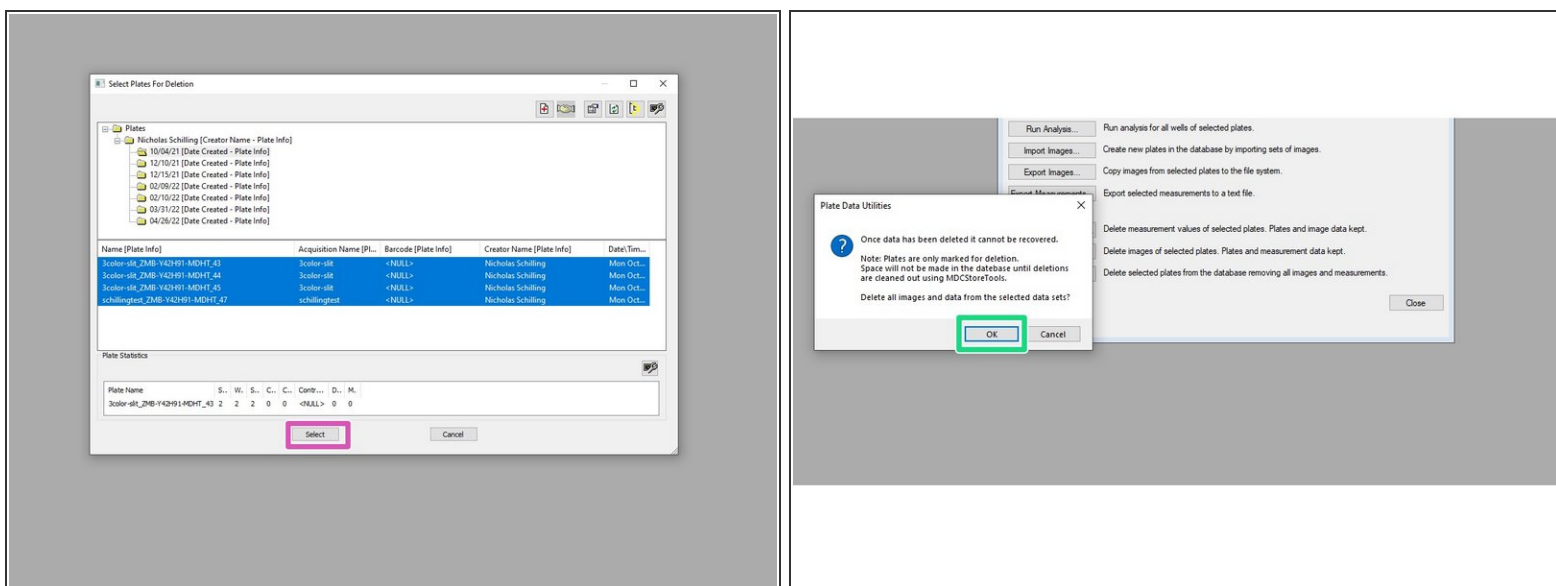 Select Plates For Deletion
Plates
Nicholas Schilling [Creator Name - Plate Info]
10/04/21 [Date Created - Plate Info]
12/10/21 [Date Created - Plate Info]
12/15/21 [Date Created - Plate Info]
02/09/22 [Date Created - Plate Info]
02/10/22 [Date Created - Plate Info]
03/31/22 [Date Created - Plate Info]
04/26/22 [Date Created - Plate Info]
Name [Plate Info] Acquisition Name [Pl... Barcode [Plate Info] Creator Name [Plate Info] Date\Tim...
3color-slit_ZMB-Y42H91-MDHT_43 3color-slit <NULL> Nicholas Schilling Mon Oct...
3color-slit_ZMB-Y42H91-MDHT_44 3color-slit <NULL> Nicholas Schilling Mon Oct...
3color-slit_ZMB-Y42H91-MDHT_45 3color-slit <NULL> Nicholas Schilling Mon Oct...
schillingtest_ZMB-Y42H91-MDHT_47 schillingtest <NULL> Nicholas Schilling Mon Oct...
Plate Statistics
Plate Name S.. W. S.. C.. C.. Contr... D.. M.
3color-slit_ZMB-Y42H91-MDHT_43 2 2 2 0 0 <NULL> 0 0
Select Cancel
Run Analysis... Run analysis for all wells of selected plates.
Import Images... Create new plates in the database by importing sets of images.
Export Images... Copy images from selected plates to the file system.
Export Measurements... Export selected measurements to a text file.
Delete measurement values of selected plates. Plates and image data kept.
Delete images of selected plates. Plates and measurement data kept.
Delete selected plates from the database removing all images and measurements.
Close
Plate Data Utilities
Once data has been deleted it cannot be recovered.
Note: Plates are only marked for deletion.
Space will not be made in the datebase until deletions
are cleaned out using MDCStoreTools.
Delete all images and data from the selected data sets?
OK Cancel